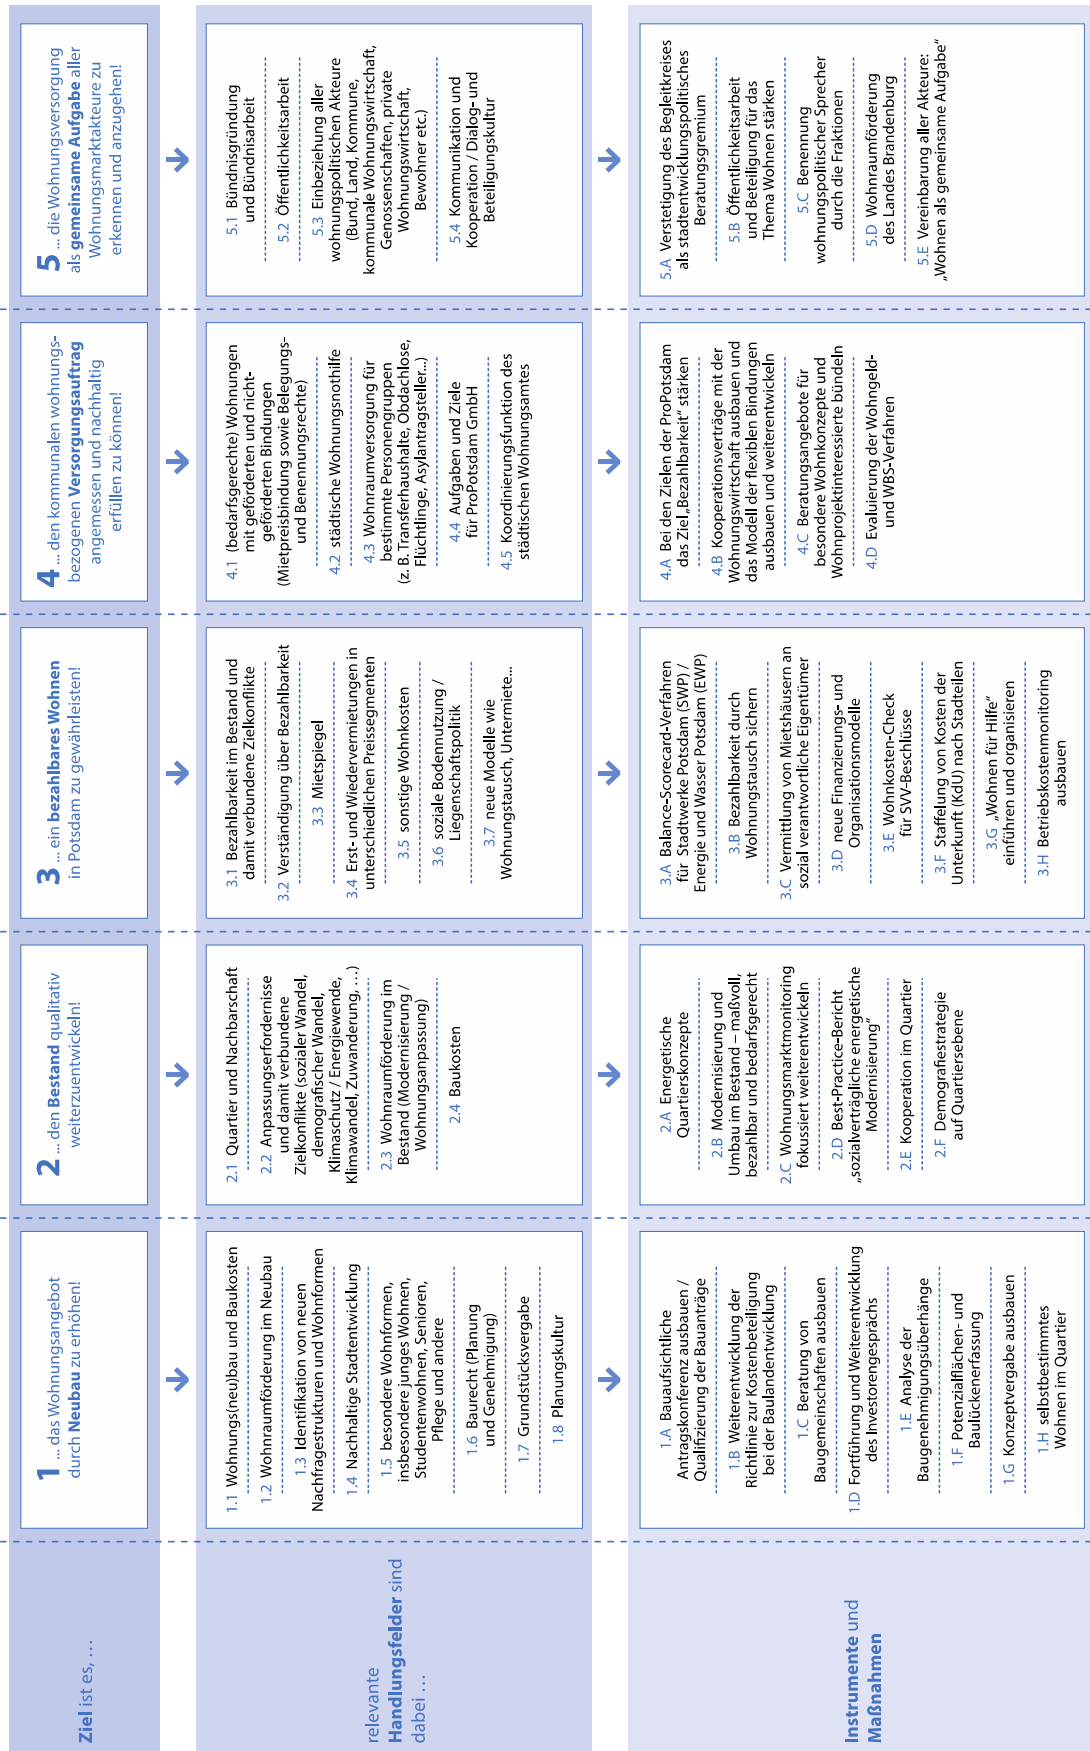 Ziel ist es, …
1 ... das Wohnungsangebot
durch Neubau zu erhöhen!
2 ... den Bestand qualitativ
weiterzuentwickeln!
3 ... ein bezahlbares Wohnen
in Potsdam zu gewährleisten!
4 ... den kommunalen wohnungs-
bezogenen Versorgungsauftrag
angemessen und nachhaltig
erfüllen zu können!
5 ... die Wohnungsversorgung
als gemeinsame Aufgabe aller
Wohnungsmarktakteure zu
erkennen und anzugehen!
relevante
Handlungsfelder sind
dabei …
1.1 Wohnungs(neu)bau und Baukosten
1.2 Wohnraumförderung im Neubau
1.3 Identifikation von neuen
Nachfragestrukturen und Wohnformen
1.4 Nachhaltige Stadtentwicklung
1.5 besondere Wohnformen,
insbesondere junges Wohnen,
Studentenwohnen, Senioren,
Pflege und andere
1.6 Baurecht (Planung
und Genehmigung)
1.7 Grundstücksvergabe
1.8 Planungskultur
2.1 Quartier und Nachbarschaft
2.2 Anpassungserfordernisse
und damit verbundene
Zielkonflikte (sozialer Wandel,
demografischer Wandel,
Klimaschutz / Energiewende,
Klimawandel, Zuwanderung, …)
2.3 Wohnraumförderung im
Bestand (Modernisierung /
Wohnungsanpassung)
2.4 Baukosten
3.1 Bezahlbarkeit im Bestand und
damit verbundene Zielkonflikte
3.2 Verständigung über Bezahlbarkeit
3.3 Mietspiegel
3.4 Erst- und Wiedervermietungen in
unterschiedlichen Preissegmenten
3.5 sonstige Wohnkosten
3.6 soziale Bodennutzung /
Liegenschaftspolitik
3.7 neue Modelle wie
Wohnungstausch, Untermiete...
4.1 (bedarfsgerechte) Wohnungen
mit geförderten und nicht-
geförderten Bindungen
(Mietpreisbindung sowie Belegungs-
und Benennungsrechte)
4.2 städtische Wohnungsnothilfe
4.3 Wohnraumversorgung für
bestimmte Personengruppen
(z. B. Transferhaushalte, Obdachlose,
Flüchtlinge, Asylantragsteller...)
4.4 Aufgaben und Ziele
für ProPotsdam GmbH
4.5 Koordinierungsfunktion des
städtischen Wohnungsamtes
5.1 Bündnisgründung
und Bündnisarbeit
5.2 Öffentlichkeitsarbeit
5.3 Einbeziehung aller
wohnungspolitischen Akteure
(Bund, Land, Kommune,
kommunale Wohnungswirtschaft,
Genossenschaften, private
Wohnungswirtschaft,
Bewohner etc.)
5.4 Kommunikation und
Kooperation / Dialog- und
Beteiligungskultur
Instrumente und
Maßnahmen
1.A Bauaufsichtliche
Antragskonferenz ausbauen /
Qualifizierung der Bauanträge
1.B Weiterentwicklung der
Richtlinie zur Kostenbeteiligung
bei der Baulandentwicklung
1.C Beratung von
Baugemeinschaften ausbauen
1.D Fortführung und Weiterentwicklung
des Investorengesprächs
1.E Analyse der
Baugenehmigungsüberhänge
1.F Potenzialflächen- und
Baulückenerfassung
1.G Konzeptvergabe ausbauen
1.H selbstbestimmtes
Wohnen im Quartier
2.A Energetische
Quartierskonzepte
2.B Modernisierung und
Umbau im Bestand – maßvoll,
bezahlbar und bedarfsgerecht
2.C Wohnungsmarktmonitoring
fokussiert weiterentwickeln
2.D Best-Practice-Bericht
„sozialverträgliche energetische
Modernisierung“
2.E Kooperation im Quartier
2.F Demografiestrategie
auf Quartiersebene
3.A Balance-Scorecard-Verfahren
für Stadtwerke Potsdam (SWP) /
Energie und Wasser Potsdam (EWP)
3.B Bezahlbarkeit durch
Wohnungstausch sichern
3.C Vermittlung von Mietshäusern an
sozial verantwortliche Eigentümer
3.D neue Finanzierungs- und
Organisationsmodelle
3.E Wohnkosten-Check
für SVV-Beschlüsse
3.F Staffelung von Kosten der
Unterkunft (KdU) nach Stadtteilen
3.G „Wohnen für Hilfe“
einführen und organisieren
3.H Betriebskostenmonitoring
ausbauen
4.A Bei den Zielen der ProPotsdam
das Ziel „Bezahlbarkeit“ stärken
4.B Kooperationsverträge mit der
Wohnungswirtschaft ausbauen und
das Modell der flexiblen Bindungen
ausbauen und weiterentwickeln
4.C Beratungsangebote für
besondere Wohnkonzepte und
Wohnprojektinteressierte bündeln
4.D Evaluierung der Wohngeld-
und WBS-Verfahren
5.A Verstetigung des Begleitkreises
als stadtentwicklungspolitisches
Beratungsgremium
5.B Öffentlichkeitsarbeit
und Beteiligung für das
Thema Wohnen stärken
5.C Benennung
wohnungspolitischer Sprecher
durch die Fraktionen
5.D Wohnraumförderung
des Landes Brandenburg
5.E Vereinbarung aller Akteure:
„Wohnen als gemeinsame Aufgabe“